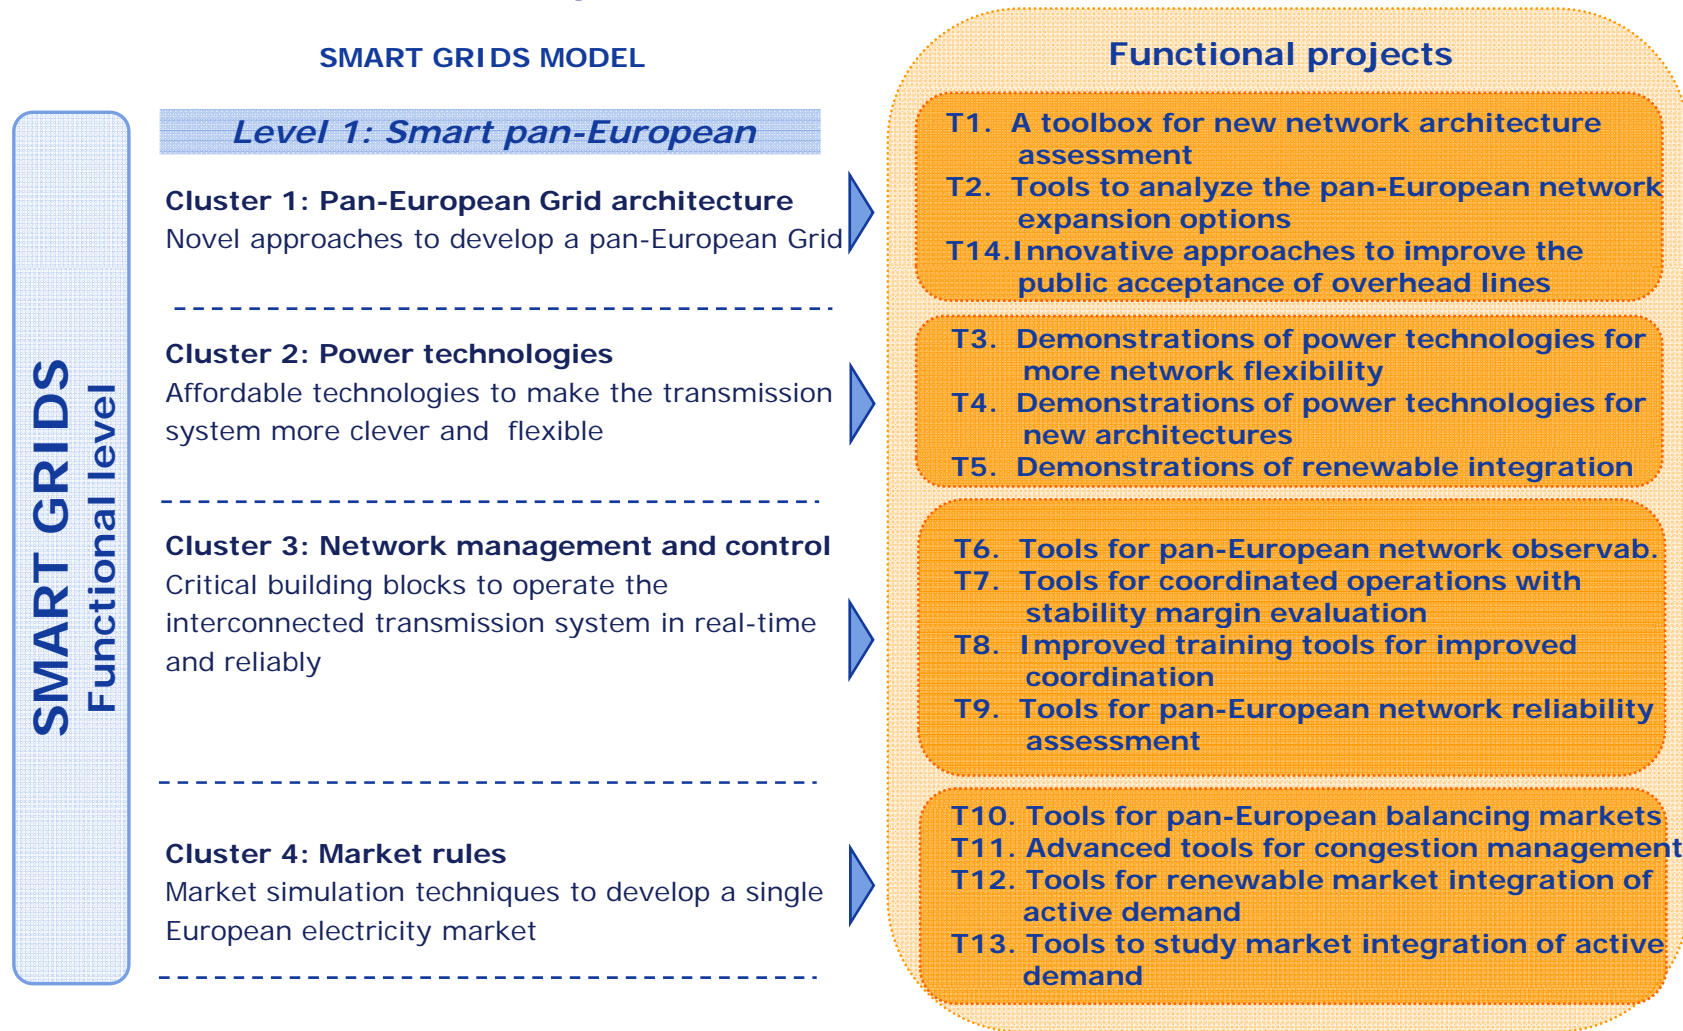 SMART GRIDS MODEL
Functional projects
SMART GRIDS
Functional level
Level 1: Smart pan-European
Cluster 1: Pan-European Grid architecture
Novel approaches to develop a pan-European Grid
T1. A toolbox for new network architecture
assessment
T2. Tools to analyze the pan-European network
expansion options
T14.Innovative approaches to improve the
public acceptance of overhead lines
Cluster 2: Power technologies
Affordable technologies to make the transmission
system more clever and flexible
T3. Demonstrations of power technologies for
more network flexibility
T4. Demonstrations of power technologies for
new architectures
T5. Demonstrations of renewable integration
Cluster 3: Network management and control
Critical building blocks to operate the
interconnected transmission system in real-time
and reliably
T6. Tools for pan-European network observab.
T7. Tools for coordinated operations with
stability margin evaluation
T8. Improved training tools for improved
coordination
T9. Tools for pan-European network reliability
assessment
Cluster 4: Market rules
Market simulation techniques to develop a single
European electricity market
T10. Tools for pan-European balancing markets
T11. Advanced tools for congestion management
T12. Tools for renewable market integration of
active demand
T13. Tools to study market integration of active
demand